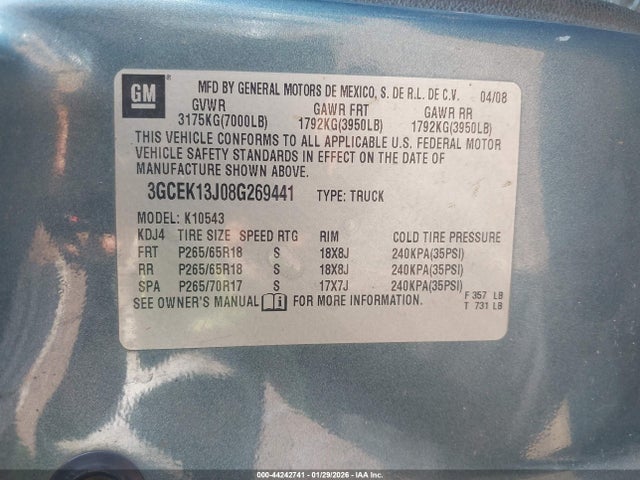 GM
MFD BY GENERAL MOTORS DE MEXICO, S. DE R.L. DE C.V. 04/08
GVWR GAWR FRT GAWR RR
3175KG(7000LB) 1792KG(3950LB) 1792KG(3950LB)
THIS VEHICLE CONFORMS TO ALL APPLICABLE U.S. FEDERAL MOTOR
VEHICLE SAFETY STANDARDS IN EFFECT ON THE DATE OF
MANUFACTURE SHOWN ABOVE.
3GCEK13J08G269441 TYPE: TRUCK
MODEL: K10543
KDJ4 TIRE SIZE SPEED RTG RIM COLD TIRE PRESSURE
FRT P265/65R18 S 18X8J 240KPA(35PSI)
RR P265/65R18 S 18X8J 240KPA(35PSI)
SPA P265/70R17 S 17X7J 240KPA(35PSI)
SEE OWNER'S MANUAL FOR MORE INFORMATION.
F 357 LB
T 731 LB
000-44242741 - 01/29/2026 - IAAI.COM